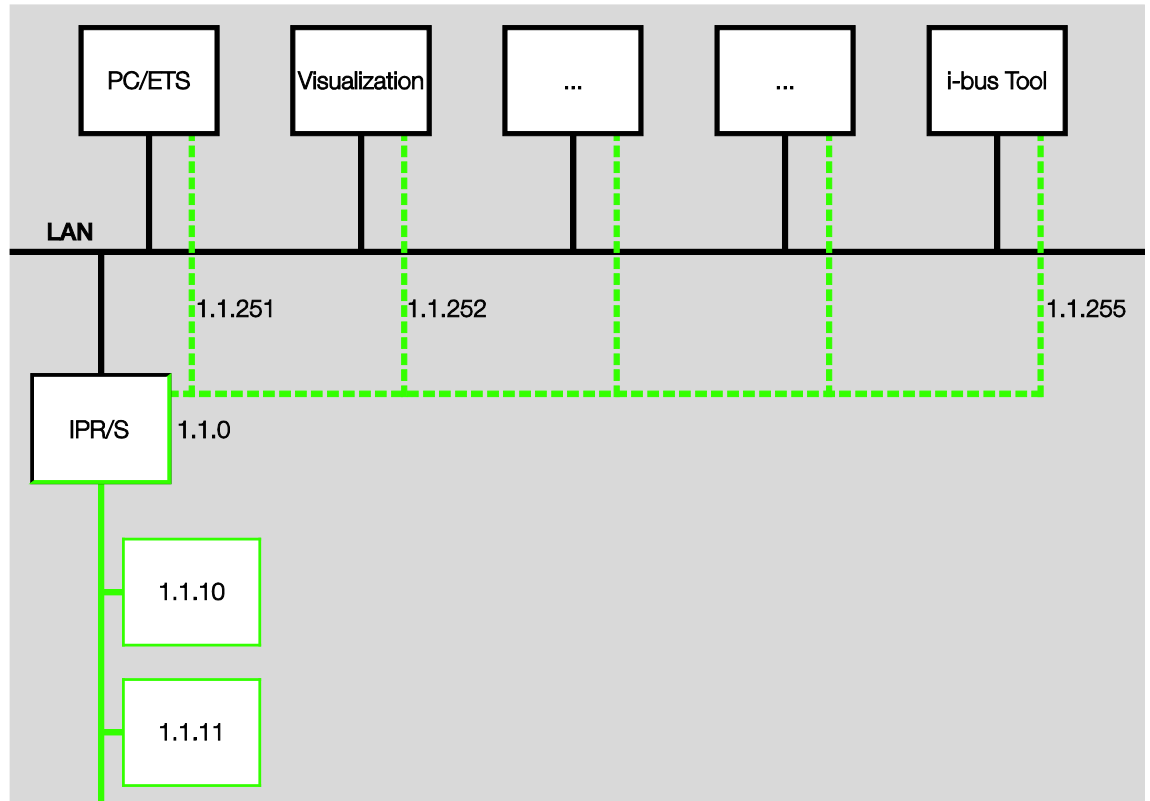 PC/ETS
Visualization
...
...
i-bus Tool
LAN
1.1.251
1.1.252
1.1.255
IPR/S
1.1.0
1.1.10
1.1.11